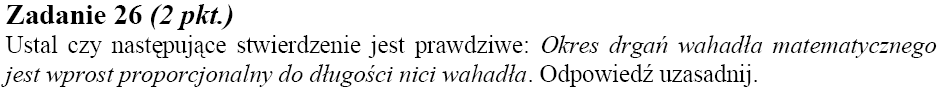 Zadanie 26 (2 pkt.)
Ustal czy następujące stwierdzenie jest prawdziwe: Okres drgań wahadła matematycznego
jest wprost proporcjonalny do długości nici wahadła. Odpowiedź uzasadnij.